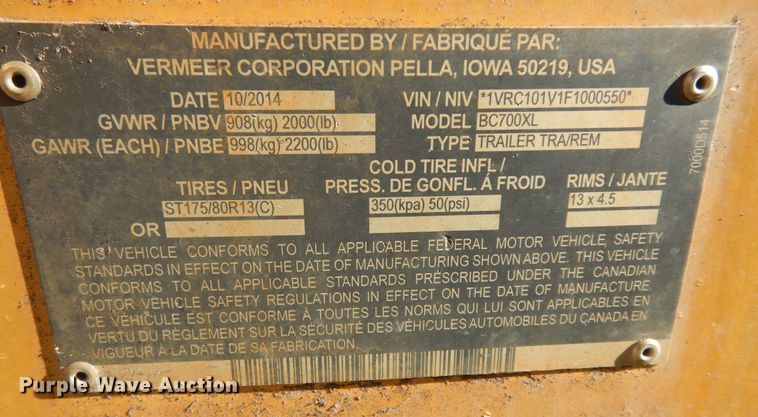 MANUFACTURED BY / FABRIQUÉ PAR:
VERMEER CORPORATION PELLA, IOWA 50219, USA
DATE 10/2014 VIN / NIV *1VRC101V1F1000550*
GVWR / PNBV 908(kg) 2000(lb) MODEL BC700XL
GAWR (EACH) / PNBE 998(kg) 2200(lb) TYPE TRAILER TRA/REM
COLD TIRE INFL /
TIRES / PNEU PRESS. DE GONFL. Á FROID RIMS / JANTE
ST175/80R13(C) 350(kpa) 50(psi) 13 x 4.5
OR
THIS VEHICLE CONFORMS TO ALL APPLICABLE FEDERAL MOTOR VEHICLE SAFETY
STANDARDS IN EFFECT ON THE DATE OF MANUFACTURING SHOWN ABOVE. THIS VEHICLE
CONFORMS TO ALL APPLICABLE STANDARDS PRESCRIBED UNDER THE CANADIAN
MOTOR VEHICLE SAFETY REGULATIONS IN EFFECT ON THE DATE OF MANUFACTURE.
CE VÉHICULE EST CONFORME À TOUTES LES NORMS QUI LUI SONT APPLICABLES EN
VERTU DU RÈGLEMENT SUR LA SÉCURITÉ DES VÉHICULES AUTOMOBILES DU CANADA EN
VIGUEUR À LA DATE DE SA FABRICATION.
7000D514
Purple Wave Auction